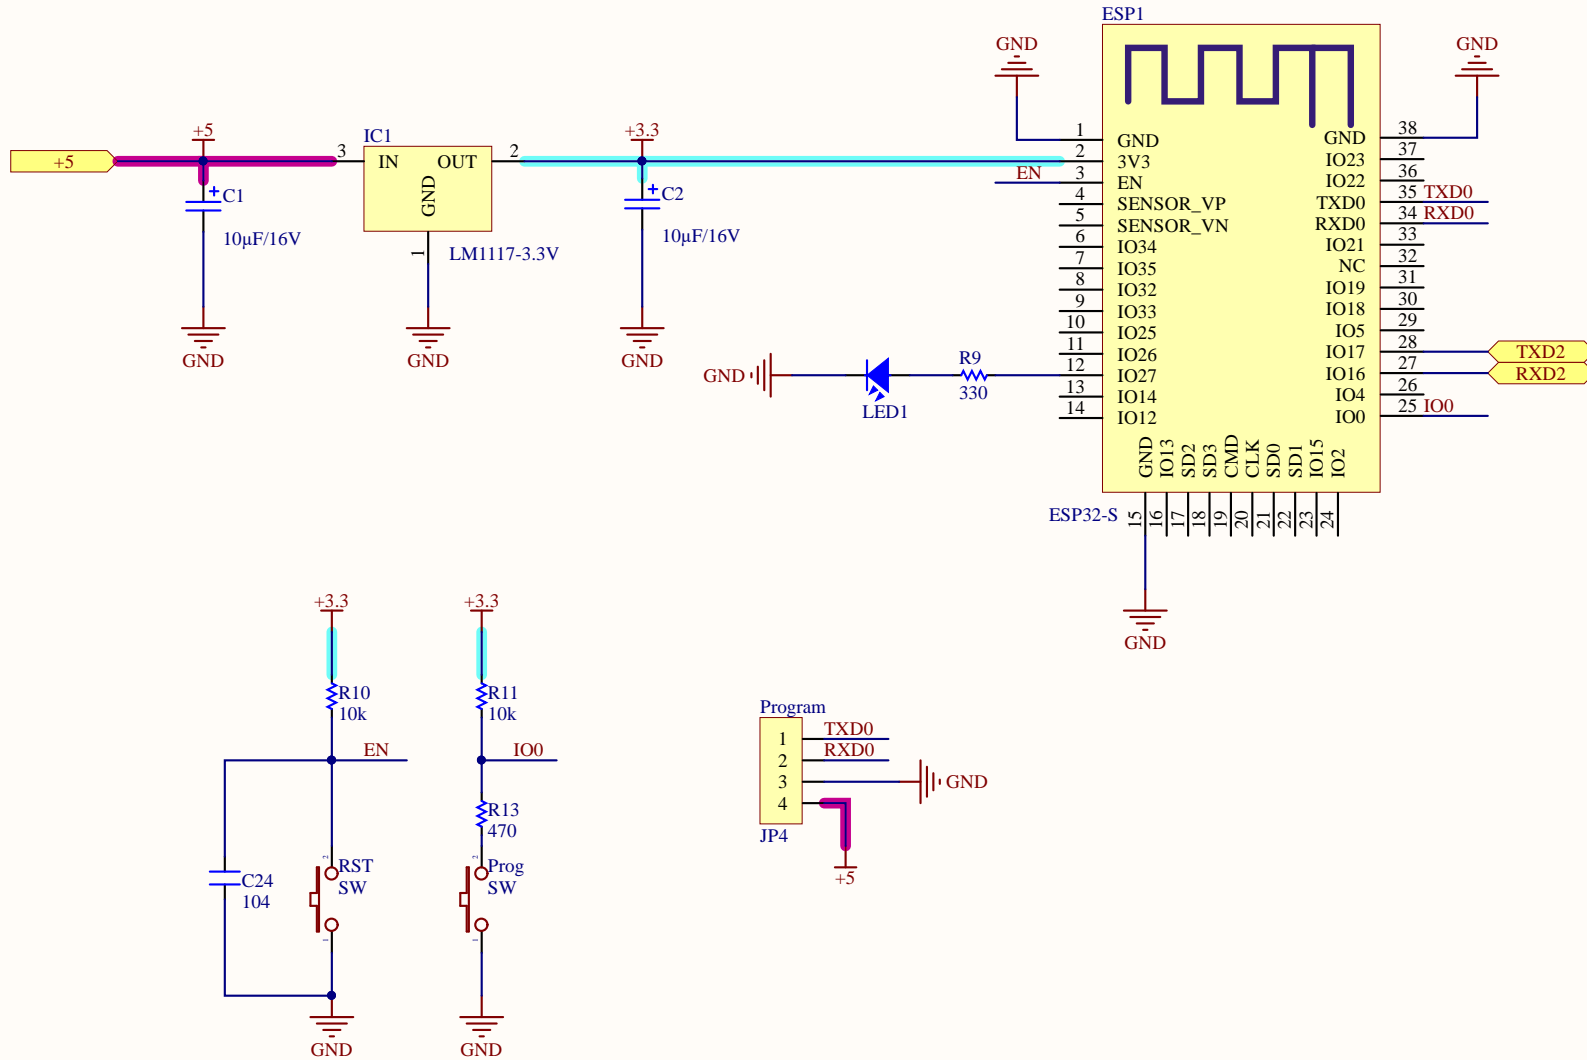 ESP1
GND
GND
+5
+3.3
+5
IC1
3
IN
OUT
2
GND
1
LM1117-3.3V
+
C1
10µF/16V
+
C2
10µF/16V
GND
GND
GND
EN
1
GND
2
3V3
3
EN
4
SENSOR_VP
5
SENSOR_VN
6
IO34
7
IO35
8
IO32
9
IO33
10
IO25
11
IO26
12
IO27
13
IO14
14
IO12
GND
38
IO23
37
IO22
36
TXD0
35
TXD0
RXD0
34
RXD0
IO21
33
NC
32
IO19
31
IO18
30
IO5
29
IO17
28
TXD2
IO16
27
RXD2
IO4
26
IO0
25
IO0
GND
LED1
R9
330
GND
IO13
SD2
SD3
CMD
CLK
SD0
SD1
IO15
IO2
ESP32-S
15
16
17
18
19
20
21
22
23
24
GND
+3.3
R10
10k
EN
2
RST
SW
1
C24
104
GND
+3.3
R11
10k
IO0
R13
470
2
Prog
SW
1
GND
Program
1
TXD0
2
RXD0
3
GND
4
JP4
+5